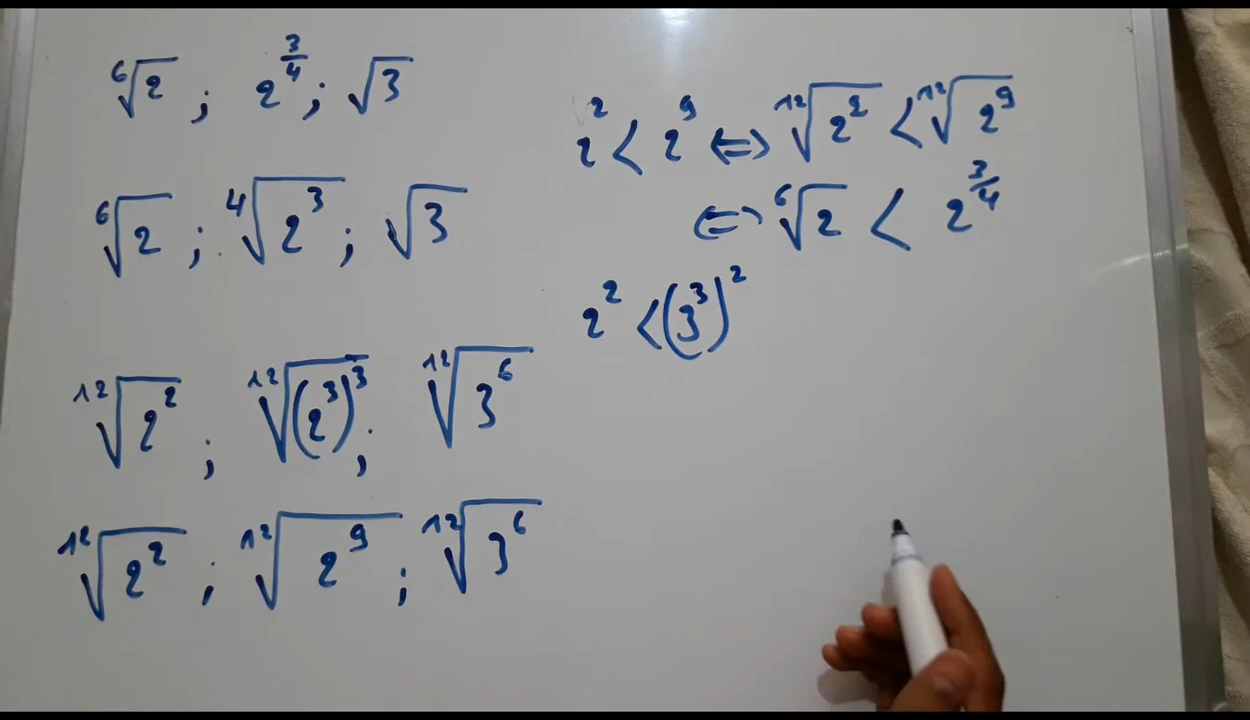 ⁶√2 ; 2^(3/4) ; √3
⁶√2 ; ⁴√(2³) ; √3
¹²√(2²) ; ¹²√((2³)³) ; ¹²√(3⁶)
¹²√(2²) ; ¹²√(2⁹) ; ¹²√(3⁶)
2² < 2⁹ ⇔ ¹²√(2²) < ¹²√(2⁹)
⇔ ⁶√2 < 2^(3/4)
2² < (3³)²